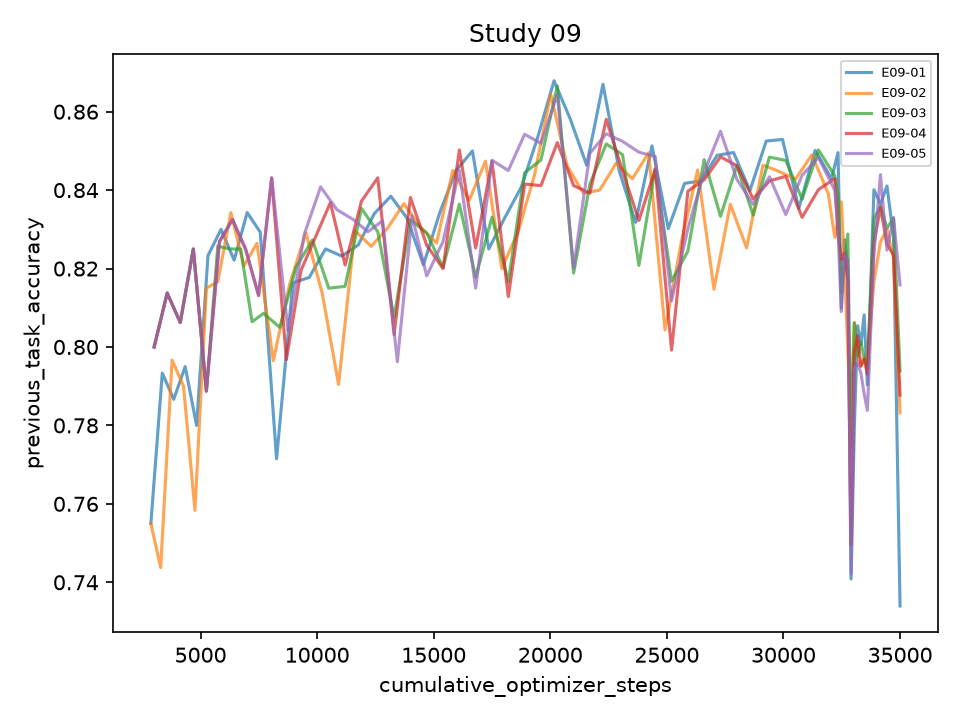 Study 09
E09-01
E09-02
E09-03
E09-04
E09-05
0.86
0.84
0.82
0.80
0.78
0.76
0.74
previous_task_accuracy
5000 10000 15000 20000 25000 30000 35000
cumulative_optimizer_steps